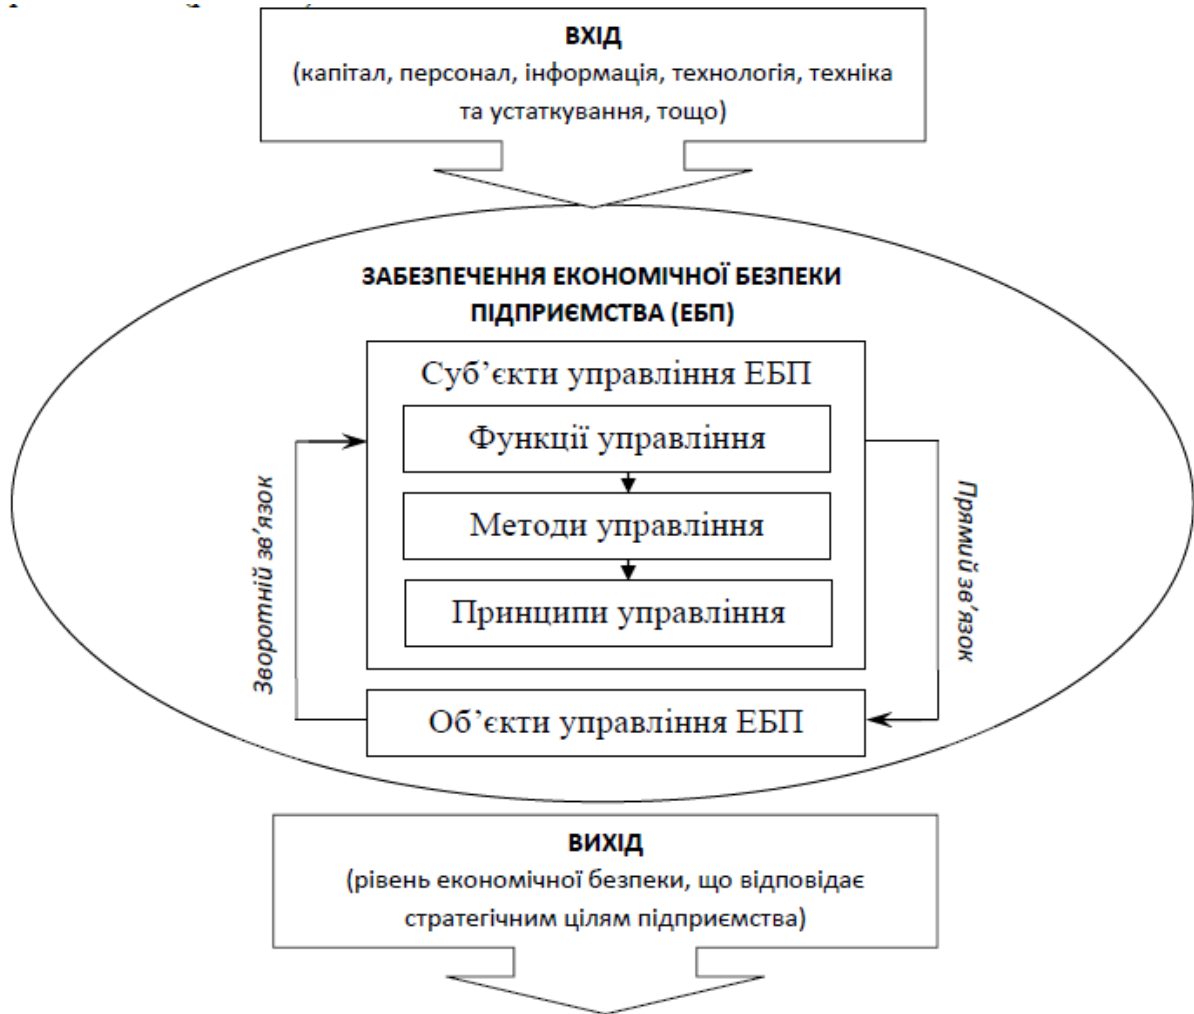 ВХІД
(капітал, персонал, інформація, технологія, техніка
та устаткування, тощо)
ЗАБЕЗПЕЧЕННЯ ЕКОНОМІЧНОЇ БЕЗПЕКИ
ПІДПРИЄМСТВА (ЕБП)
Суб’єкти управління ЕБП
Функції управління
Методи управління
Принципи управління
Зворотній зв’язок
Прямий зв’язок
Об’єкти управління ЕБП
ВИХІД
(рівень економічної безпеки, що відповідає
стратегічним цілям підприємства)